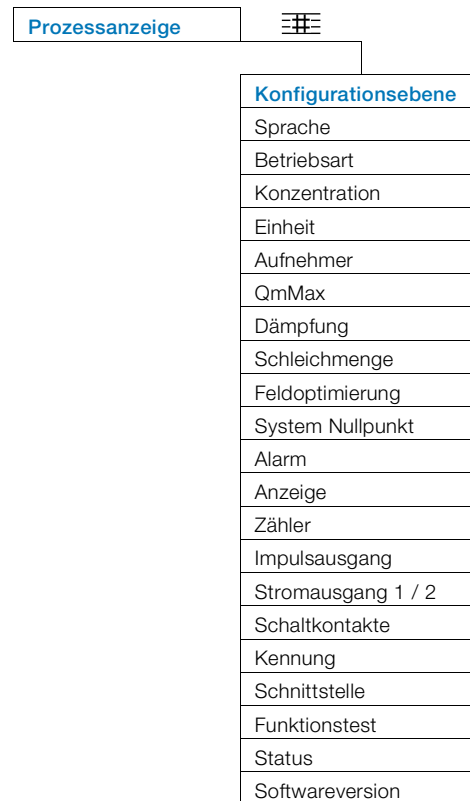 Prozessanzeige
Konfigurationsebene
Sprache
Betriebsart
Konzentration
Einheit
Aufnehmer
QmMax
Dämpfung
Schleichmenge
Feldoptimierung
System Nullpunkt
Alarm
Anzeige
Zähler
Impulsausgang
Stromausgang 1 / 2
Schaltkontakte
Kennung
Schnittstelle
Funktionstest
Status
Softwareversion